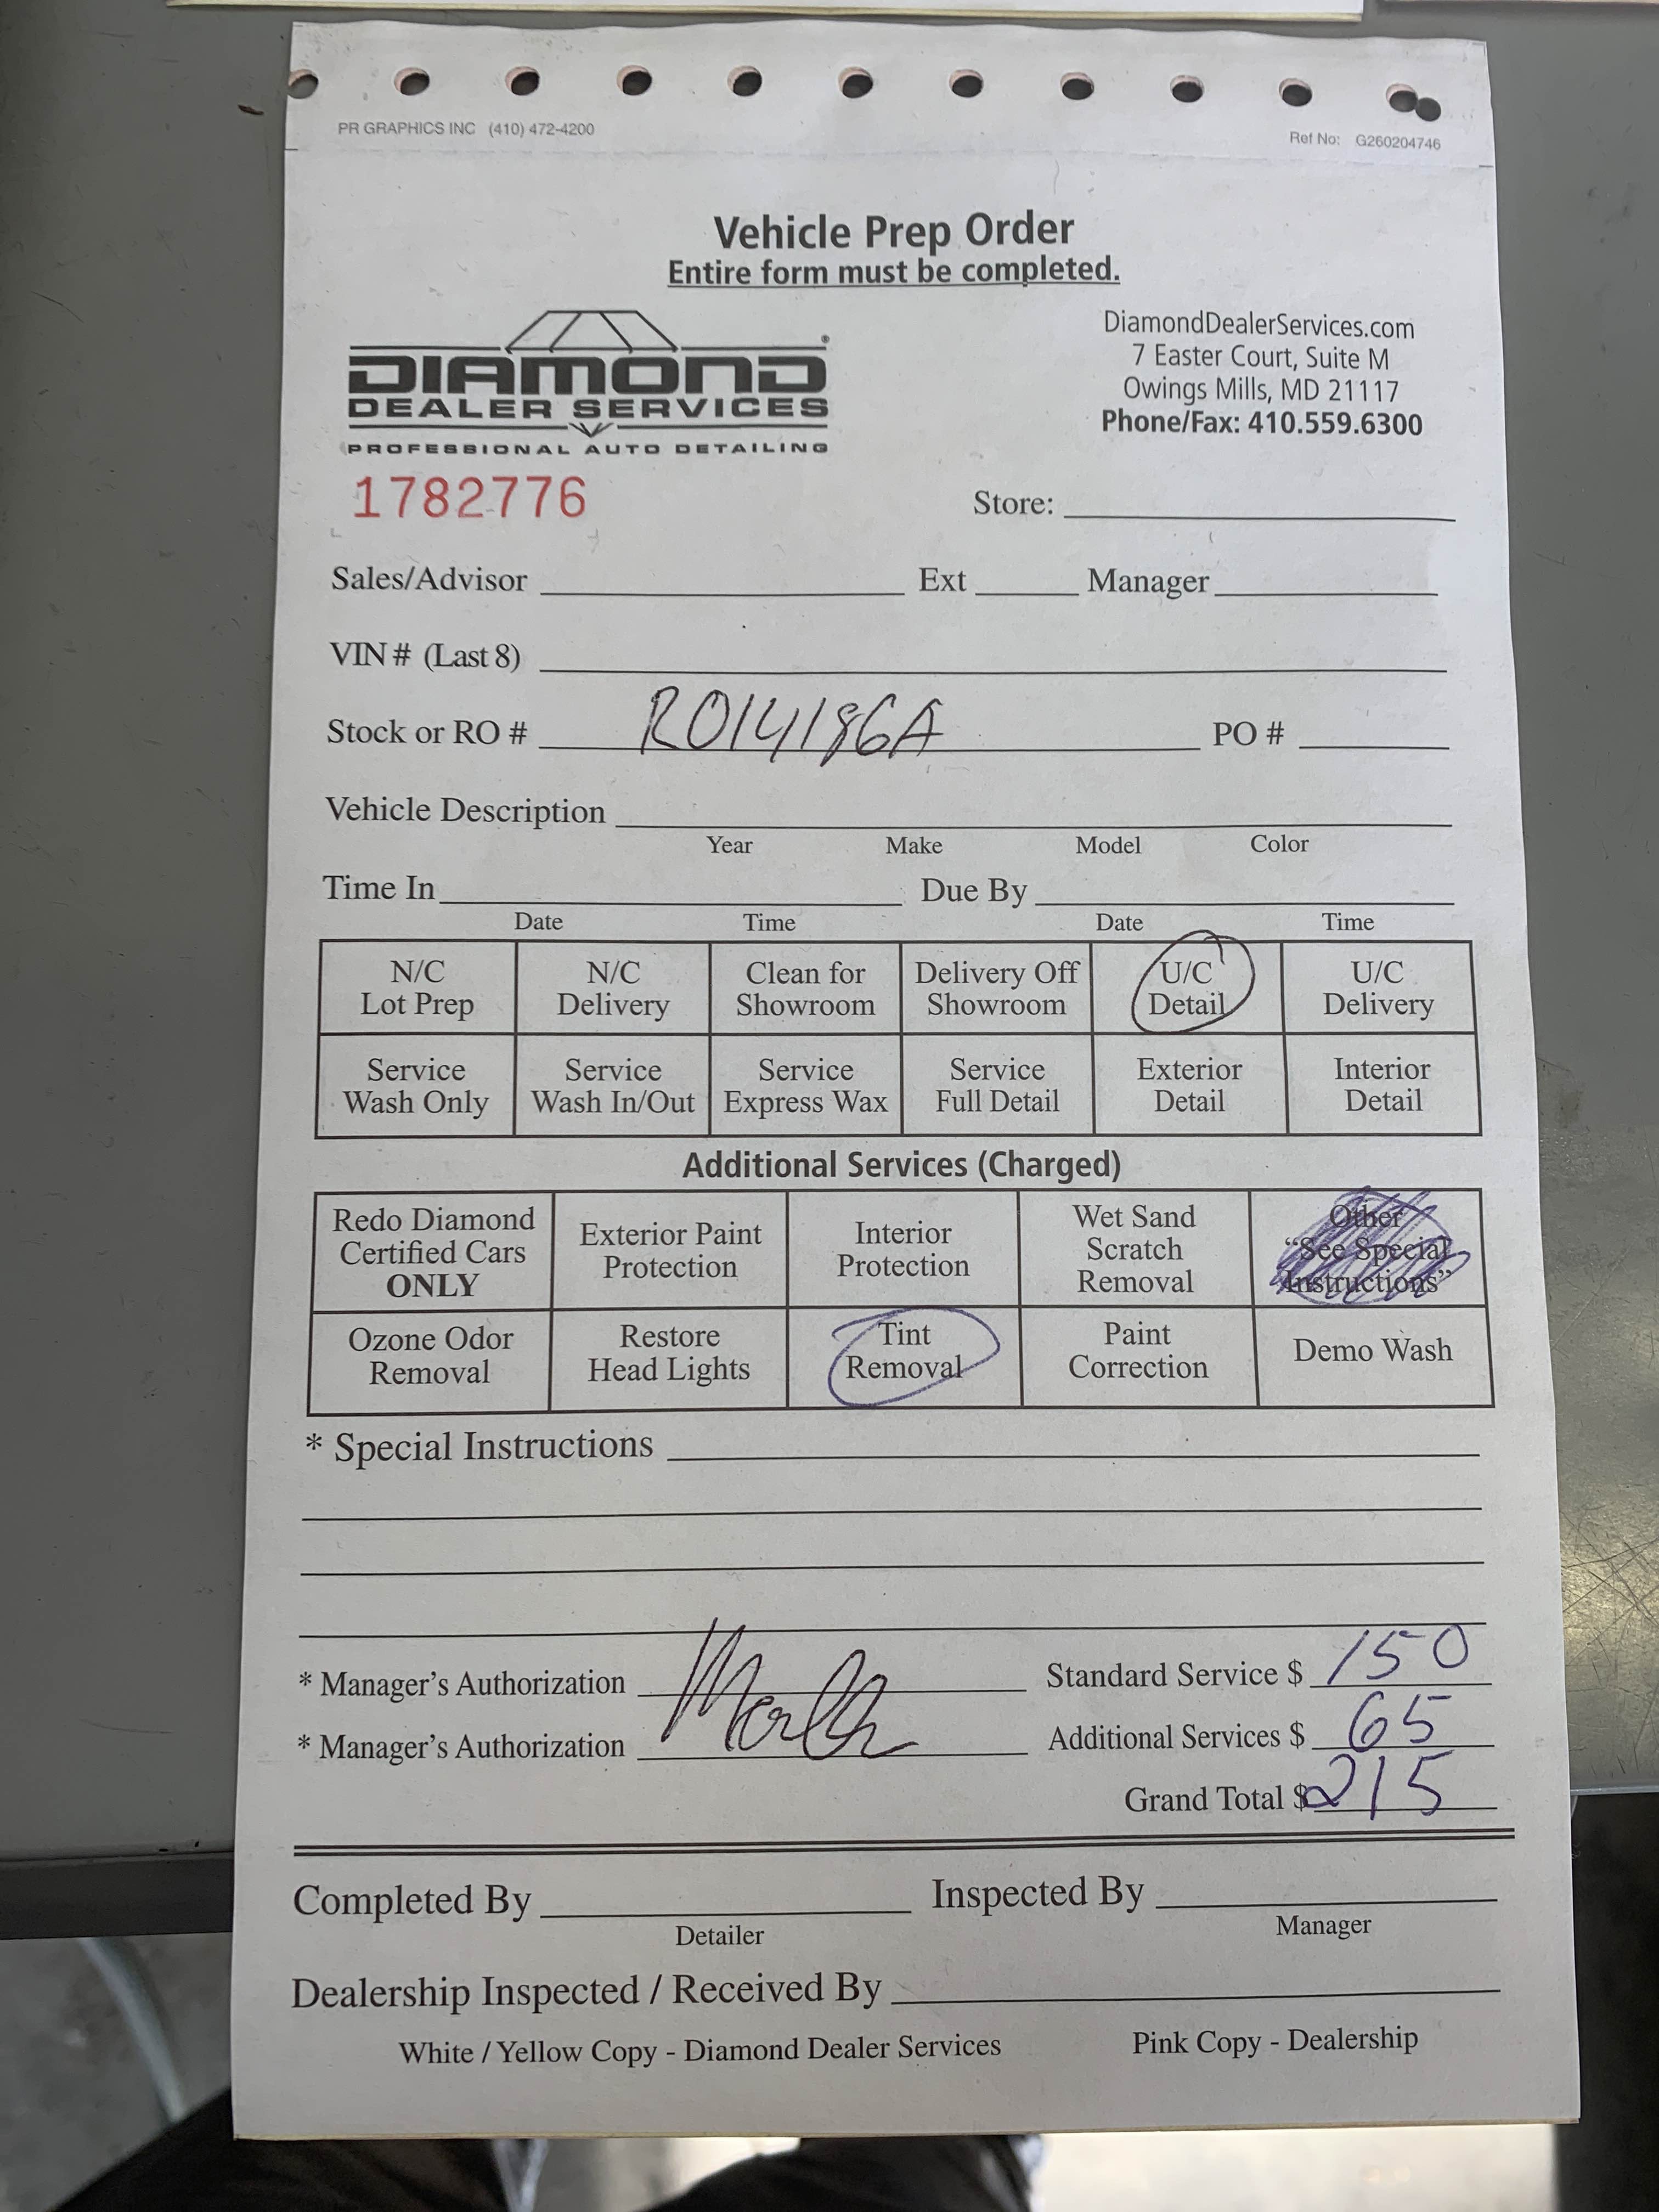 PR GRAPHICS INC (410) 472-4200
Ref No: G260204746
Vehicle Prep Order
Entire form must be completed.
DIAMOND®
DEALER SERVICES
PROFESSIONAL AUTO DETAILING
DiamondDealerServices.com
7 Easter Court, Suite M
Owings Mills, MD 21117
Phone/Fax: 410.559.6300
1782776
Store:
Sales/Advisor Ext Manager
VIN # (Last 8)
Stock or RO # R014186A PO #
Vehicle Description
Year Make Model Color
Time In Due By
Date Time Date Time
N/C Lot Prep
N/C Delivery
Clean for Showroom
Delivery Off Showroom
U/C Detail
U/C Delivery
Service Wash Only
Service Wash In/Out
Service Express Wax
Service Full Detail
Exterior Detail
Interior Detail
Additional Services (Charged)
Redo Diamond Certified Cars ONLY
Exterior Paint Protection
Interior Protection
Wet Sand Scratch Removal
Other “See Special Instructions”
Ozone Odor Removal
Restore Head Lights
Tint Removal
Paint Correction
Demo Wash
* Special Instructions
* Manager's Authorization Standard Service $ 150
* Manager's Authorization Additional Services $ 65
Grand Total $ 215
Completed By Inspected By
Detailer Manager
Dealership Inspected / Received By
White / Yellow Copy - Diamond Dealer Services Pink Copy - Dealership